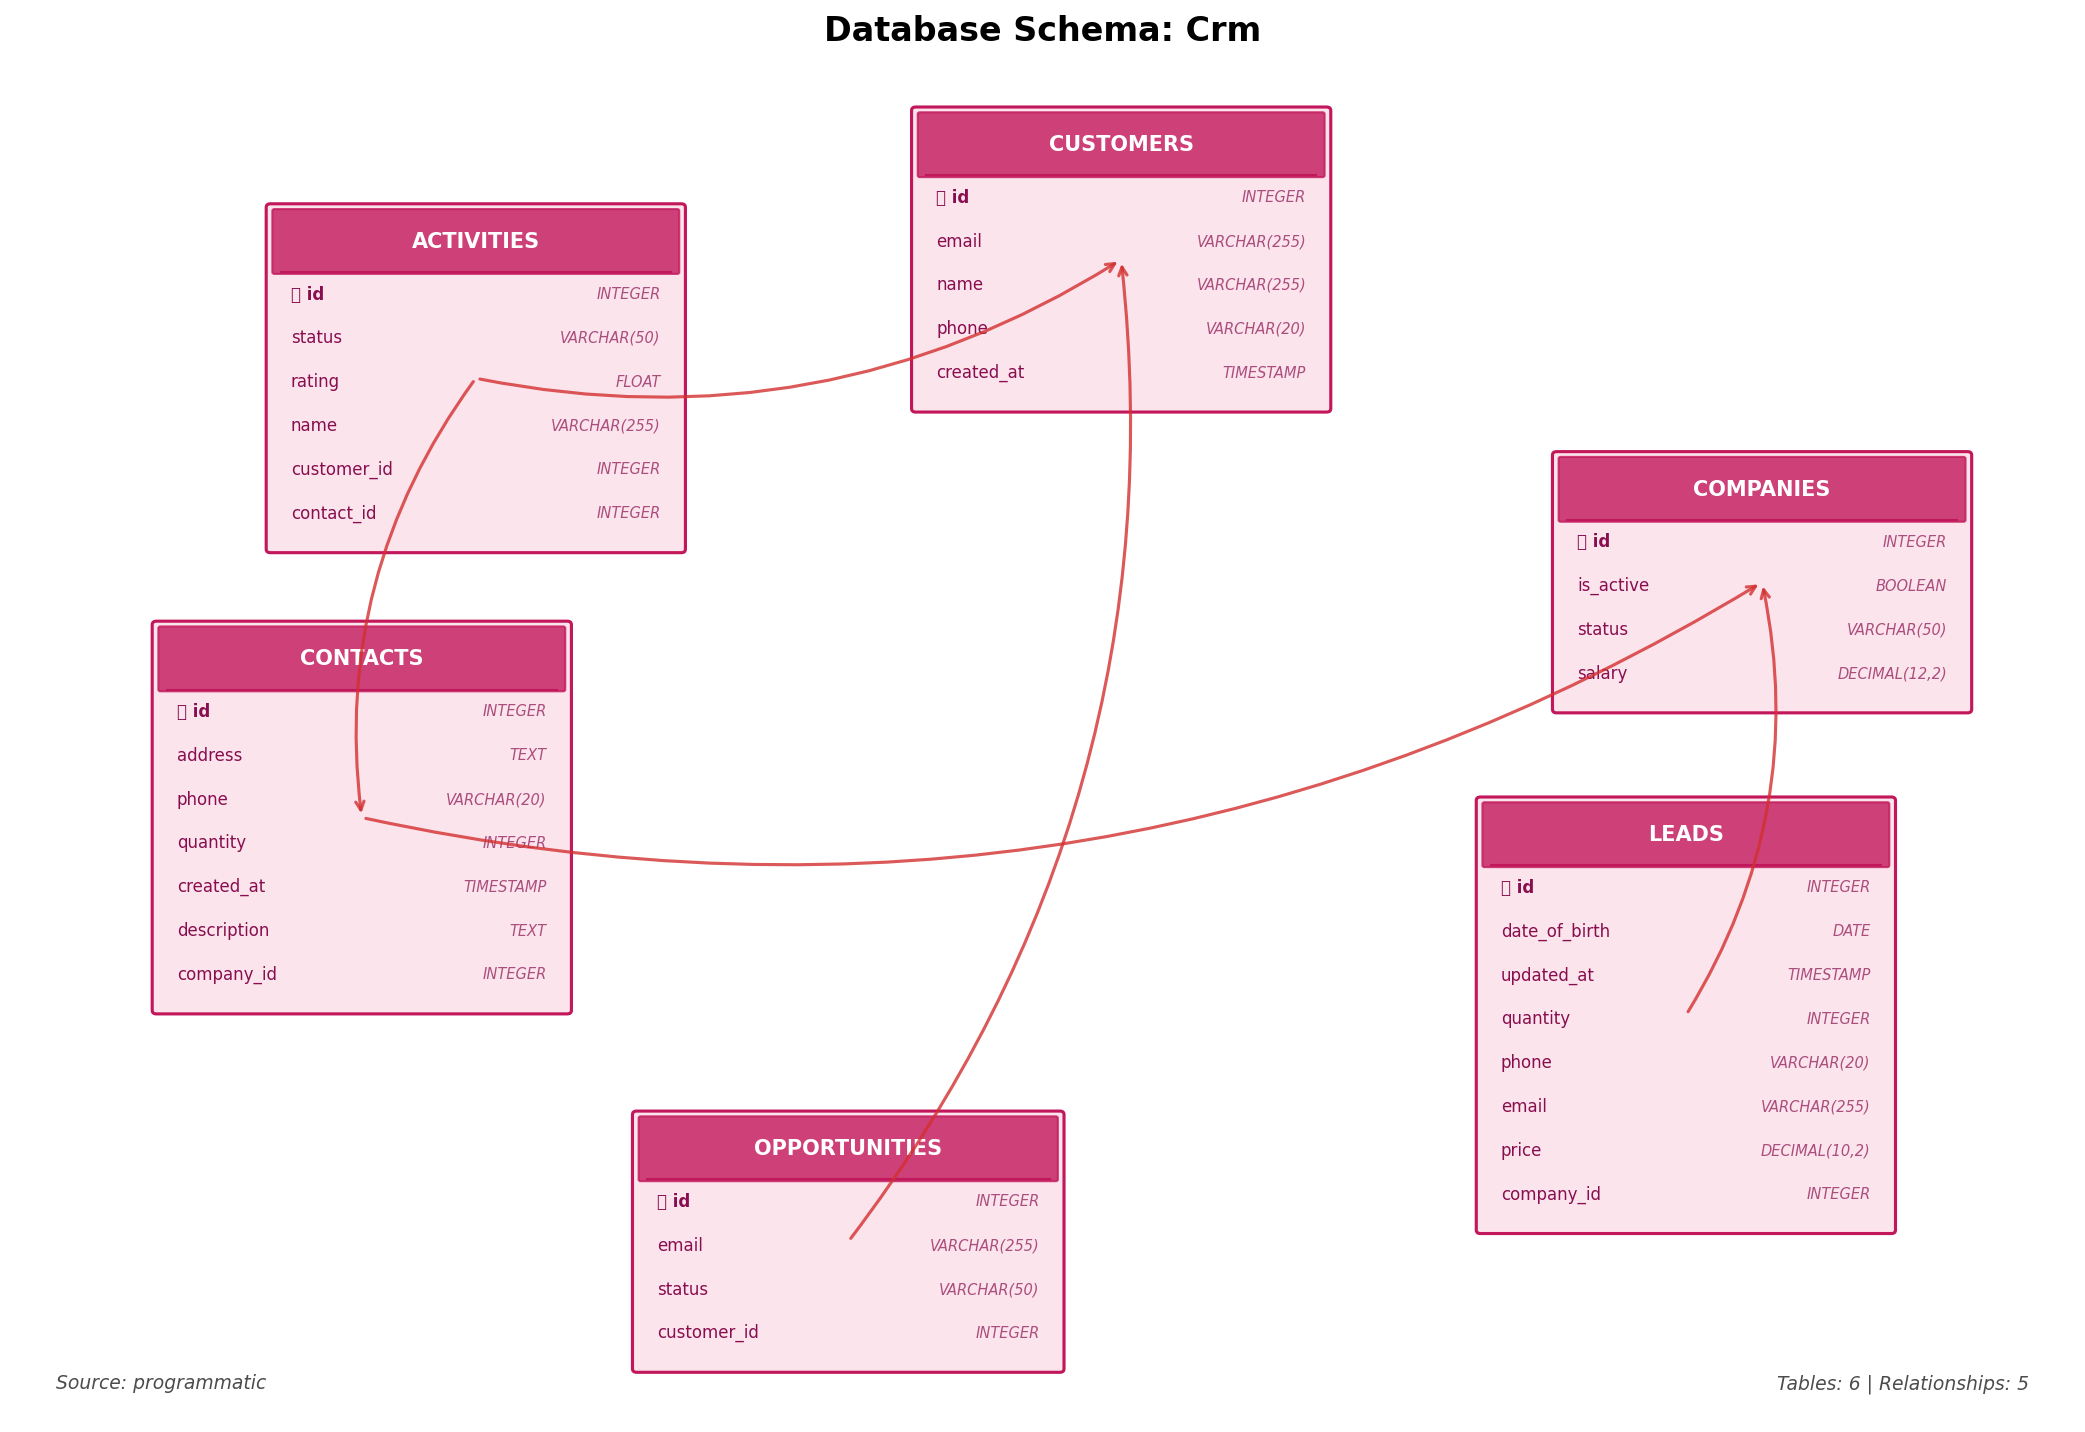 Database Schema: Crm
CUSTOMERS
id INTEGER
email VARCHAR(255)
name VARCHAR(255)
phone VARCHAR(20)
created_at TIMESTAMP
ACTIVITIES
id INTEGER
status VARCHAR(50)
rating FLOAT
name VARCHAR(255)
customer_id INTEGER
contact_id INTEGER
COMPANIES
id INTEGER
is_active BOOLEAN
status VARCHAR(50)
salary DECIMAL(12,2)
CONTACTS
id INTEGER
address TEXT
phone VARCHAR(20)
quantity INTEGER
created_at TIMESTAMP
description TEXT
company_id INTEGER
LEADS
id INTEGER
date_of_birth DATE
updated_at TIMESTAMP
quantity INTEGER
phone VARCHAR(20)
email VARCHAR(255)
price DECIMAL(10,2)
company_id INTEGER
OPPORTUNITIES
id INTEGER
email VARCHAR(255)
status VARCHAR(50)
customer_id INTEGER
Source: programmatic
Tables: 6 | Relationships: 5